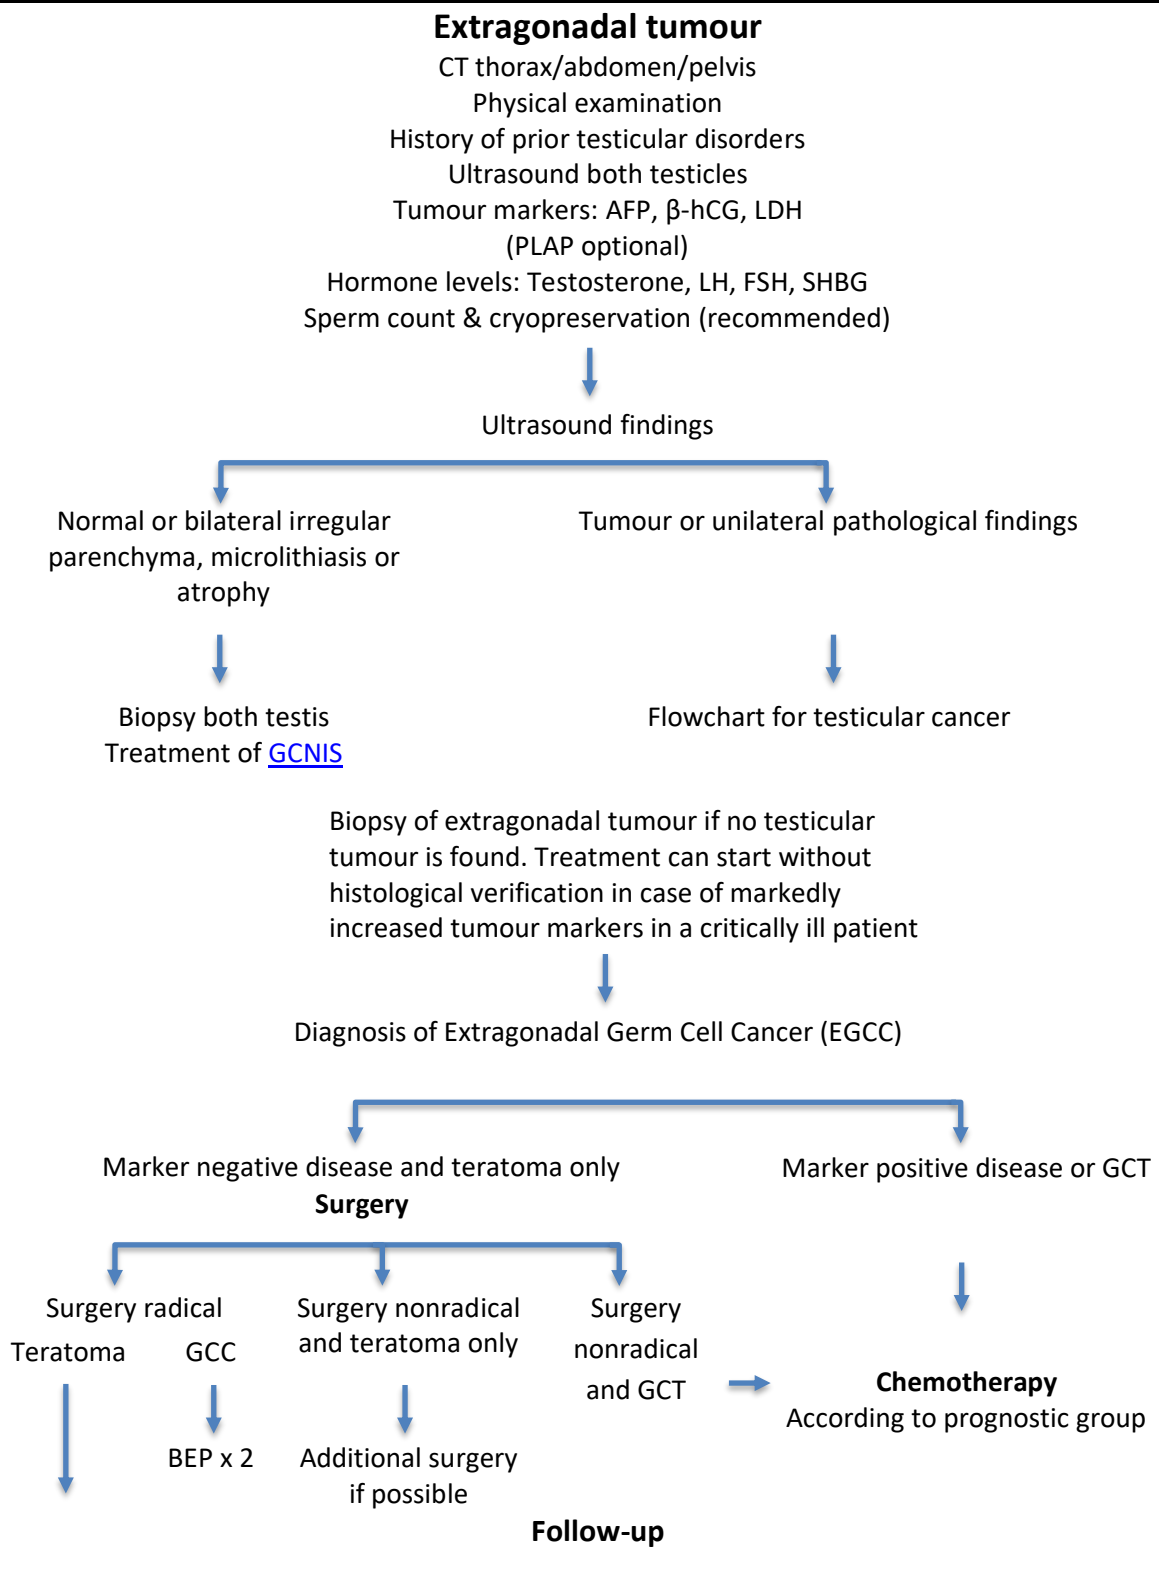 Extragonadal tumour
CT thorax/abdomen/pelvis
Physical examination
History of prior testicular disorders
Ultrasound both testicles
Tumour markers: AFP, β-hCG, LDH
(PLAP optional)
Hormone levels: Testosterone, LH, FSH, SHBG
Sperm count & cryopreservation (recommended)
Ultrasound findings
Normal or bilateral irregular
parenchyma, microlithiasis or
atrophy
Tumour or unilateral pathological findings
Biopsy both testis
Treatment of GCNIS
Flowchart for testicular cancer
Biopsy of extragonadal tumour if no testicular
tumour is found. Treatment can start without
histological verification in case of markedly
increased tumour markers in a critically ill patient
Diagnosis of Extragonadal Germ Cell Cancer (EGCC)
Marker negative disease and teratoma only
Surgery
Marker positive disease or GCT
Surgery radical
Teratoma GCC
Surgery nonradical
and teratoma only
Surgery
nonradical
and GCT
Chemotherapy
According to prognostic group
BEP x 2
Additional surgery
if possible
Follow-up